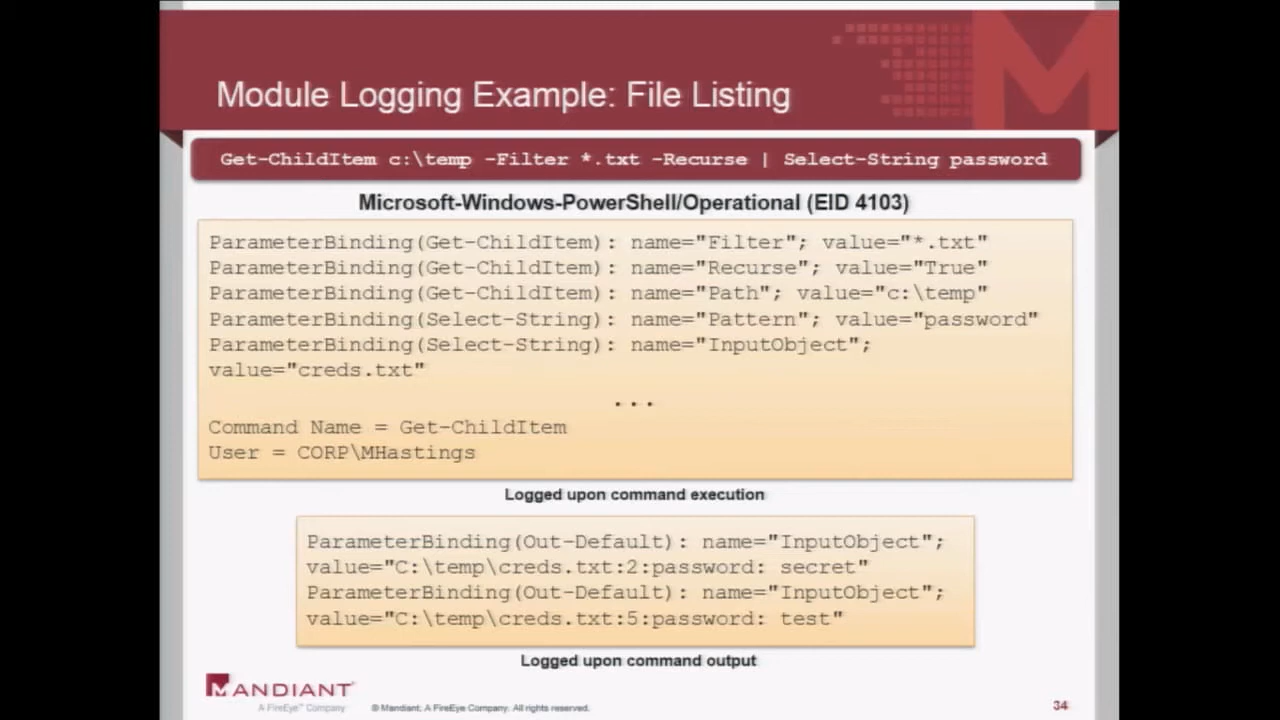 Module Logging Example: File Listing
Get-ChildItem c:\temp -Filter *.txt -Recurse | Select-String password
Microsoft-Windows-PowerShell/Operational (EID 4103)
ParameterBinding(Get-ChildItem): name="Filter"; value="*.txt"
ParameterBinding(Get-ChildItem): name="Recurse"; value="True"
ParameterBinding(Get-ChildItem): name="Path"; value="c:\temp"
ParameterBinding(Select-String): name="Pattern"; value="password"
ParameterBinding(Select-String): name="InputObject";
value="creds.txt"
...
Command Name = Get-ChildItem
User = CORP\MHastings
Logged upon command execution
ParameterBinding(Out-Default): name="InputObject";
value="C:\temp\creds.txt:2:password: secret"
ParameterBinding(Out-Default): name="InputObject";
value="C:\temp\creds.txt:5:password: test"
Logged upon command output
MANDIANT
A FireEye™ Company
© Mandiant, A FireEye Company. All rights reserved.
34